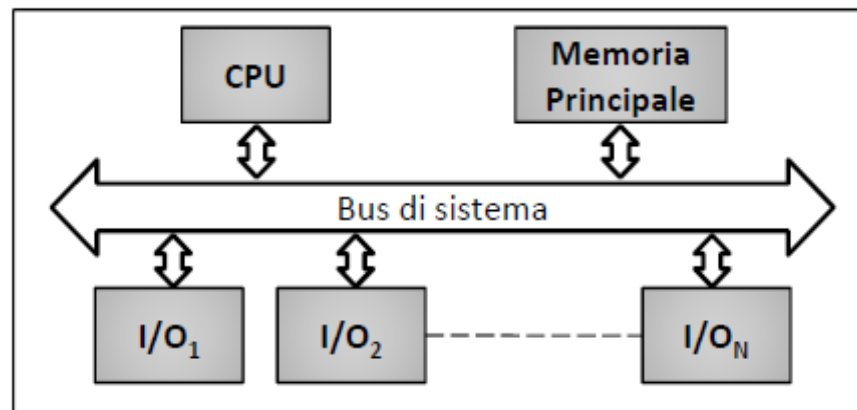 CPU
Memoria
Principale
Bus di sistema
I/O₁
I/O₂
I/Oₙ